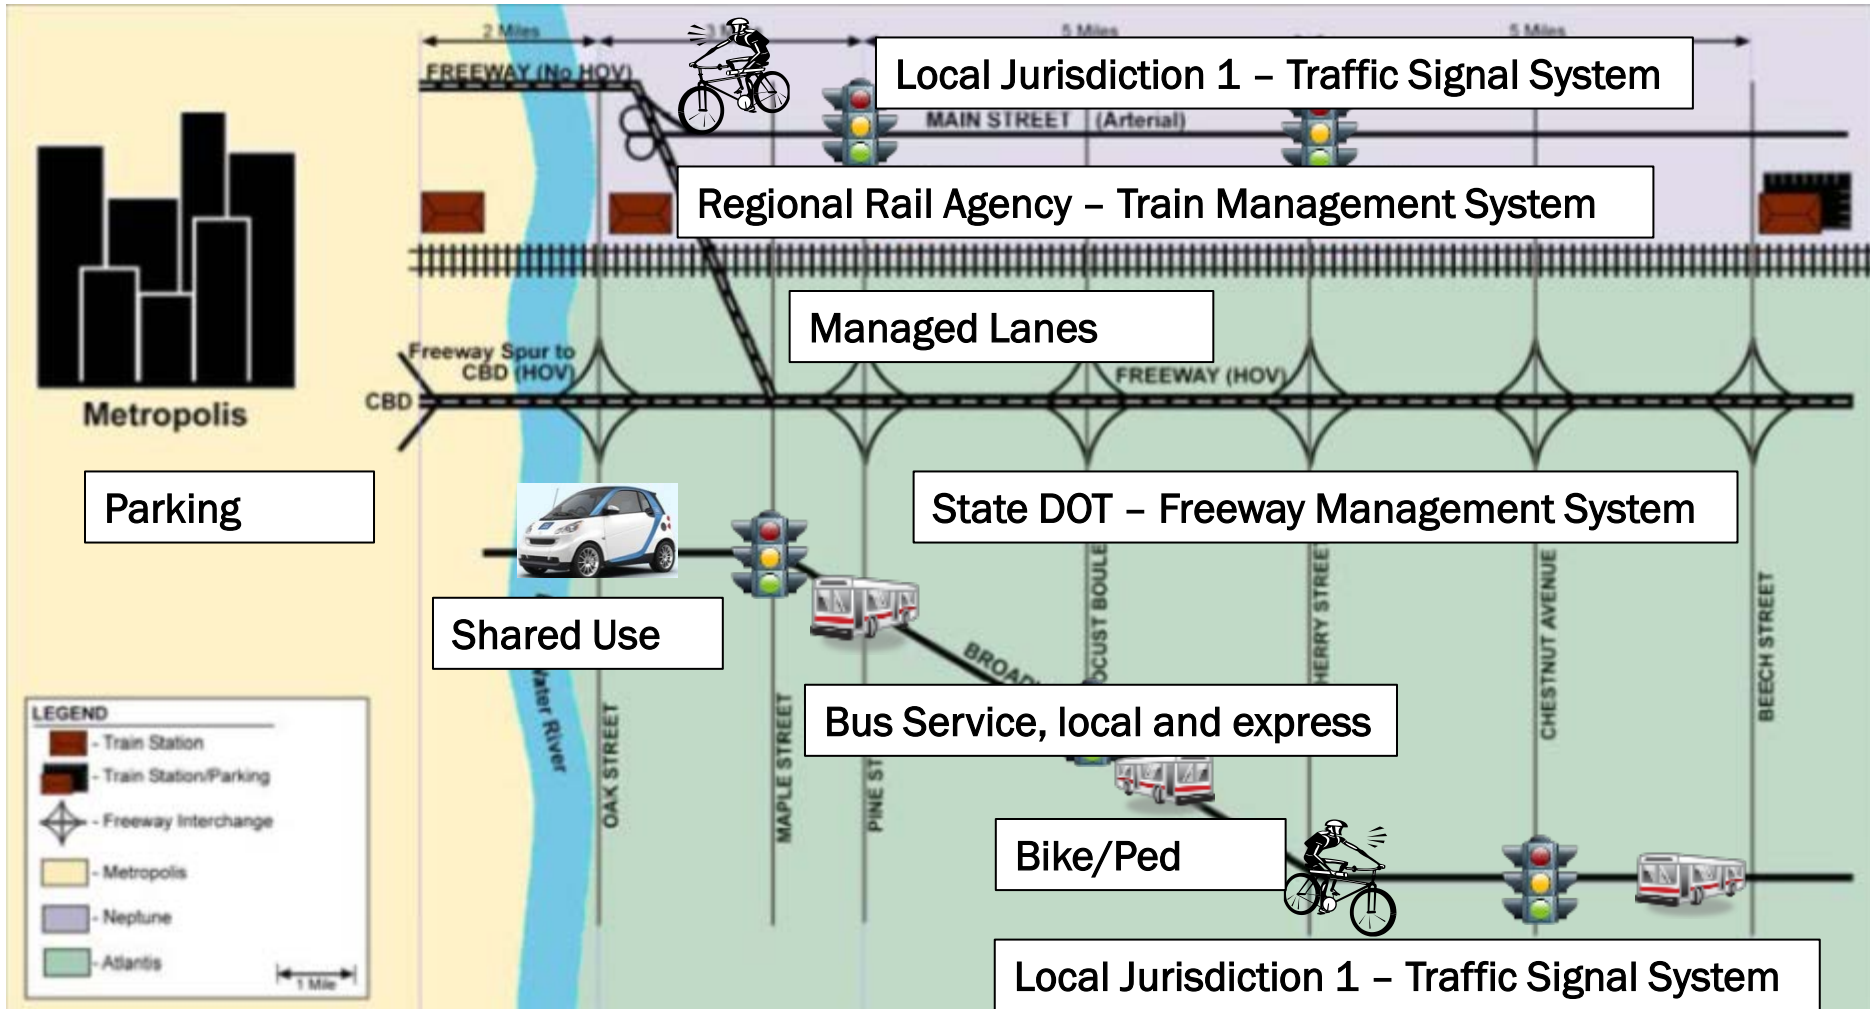 2 Miles
5 Miles
5 Miles
FREEWAY (No HOV)
Local Jurisdiction 1 – Traffic Signal System
MAIN STREET (Arterial)
Regional Rail Agency – Train Management System
Managed Lanes
Freeway Spur to
CBD (HOV)
FREEWAY (HOV)
CBD
Metropolis
Parking
State DOT – Freeway Management System
Shared Use
Bus Service, local and express
Bike/Ped
Local Jurisdiction 1 – Traffic Signal System
OAK STREET
MAPLE STREET
PINE
CHESTNUT AVENUE
BEECH STREET
River
LEGEND
- Train Station
- Train Station/Parking
- Freeway Interchange
- Metropolis
- Neptune
- Atlantis
1 Mile